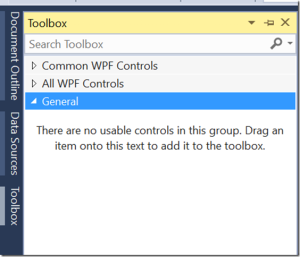 Toolbox
Search Toolbox
Common WPF Controls
All WPF Controls
General
There are no usable controls in this group. Drag an
item onto this text to add it to the toolbox.
Document Outline
Data Sources
Toolbox